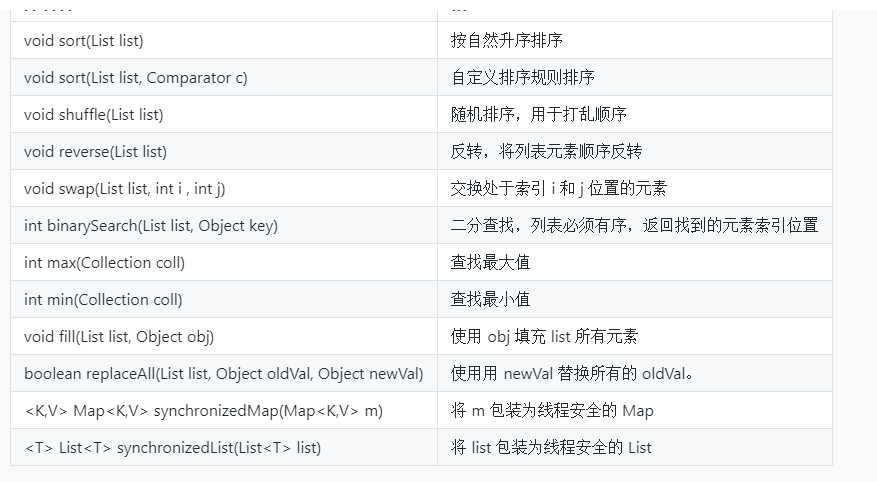 void sort(List list) 按自然升序排序
void sort(List list, Comparator c) 自定义排序规则排序
void shuffle(List list) 随机排序，用于打乱顺序
void reverse(List list) 反转，将列表元素顺序反转
void swap(List list, int i , int j) 交换处于索引 i 和 j 位置的元素
int binarySearch(List list, Object key) 二分查找，列表必须有序，返回找到的元素索引位置
int max(Collection coll) 查找最大值
int min(Collection coll) 查找最小值
void fill(List list, Object obj) 使用 obj 填充 list 所有元素
boolean replaceAll(List list, Object oldVal, Object newVal) 使用用 newVal 替换所有的 oldVal。
<K,V> Map<K,V> synchronizedMap(Map<K,V> m) 将 m 包装为线程安全的 Map
<T> List<T> synchronizedList(List<T> list) 将 list 包装为线程安全的 List